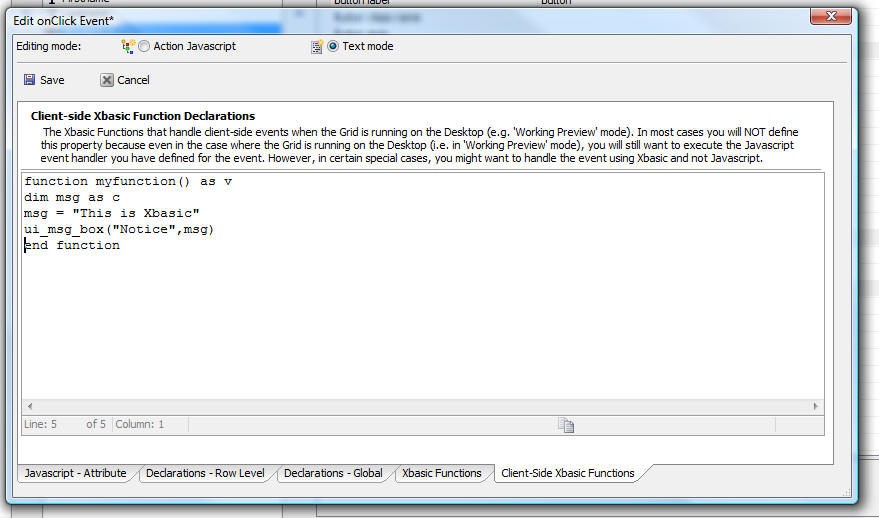 Firstname
button label
button
Edit onClick Event*
Editing mode:
Action Javascript
Text mode
Save
Cancel
Client-side Xbasic Function Declarations
The Xbasic Functions that handle client-side events when the Grid is running on the Desktop (e.g. 'Working Preview' mode). In most cases you will NOT define
this property because even in the case where the Grid is running on the Desktop (i.e. in 'Working Preview' mode), you will still want to execute the Javascript
event handler you have defined for the event. However, in certain special cases, you might want to handle the event using Xbasic and not Javascript.
function myfunction() as v
dim msg as c
msg = "This is Xbasic"
ui_msg_box("Notice",msg)
end function
Line: 5 of 5 Column: 1
Javascript - Attribute
Declarations - Row Level
Declarations - Global
Xbasic Functions
Client-Side Xbasic Functions